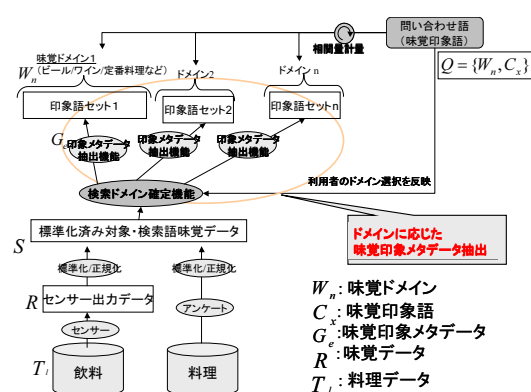 問い合わせ語
(味覚印象語)
相関量計量
Q = {W_n, C_x}
味覚ドメイン1
(ビール/ワイン/定番料理など)
W_n
ドメイン2
ドメイン n
印象語セット1
印象語セット2
印象語セットn
G_e
印象メタデータ
抽出機能
印象メタデータ
抽出機能
印象メタデータ
抽出機能
検索ドメイン確定機能
利用者のドメイン選択を反映
標準化済み対象・検索語味覚データ
S
ドメインに応じた
味覚印象メタデータ抽出
標準化/正規化
標準化/正規化
R
センサー出力データ
アンケート
センサー
T_l
飲料
料理
W_n: 味覚ドメイン
C_x: 味覚印象語
G_e: 味覚印象メタデータ
R: 味覚データ
T_l: 料理データ